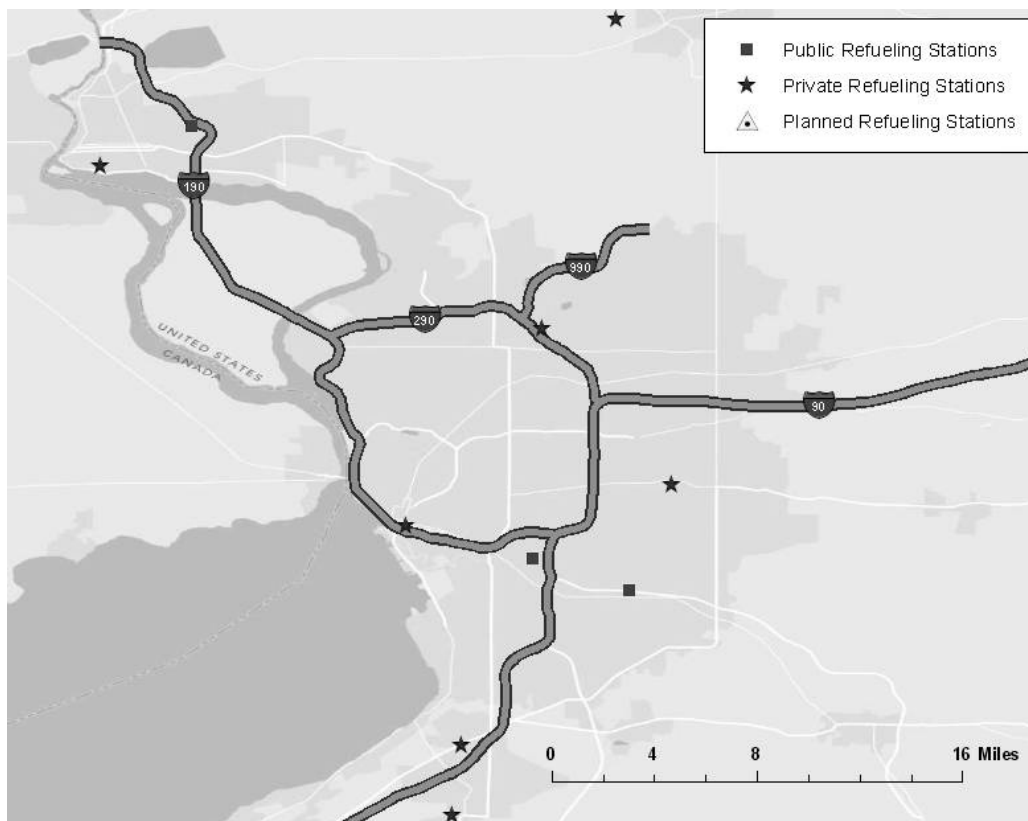 Public Refueling Stations
Private Refueling Stations
Planned Refueling Stations
190
990
290
UNITED STATES
CANADA
90
0 4 8 16 Miles